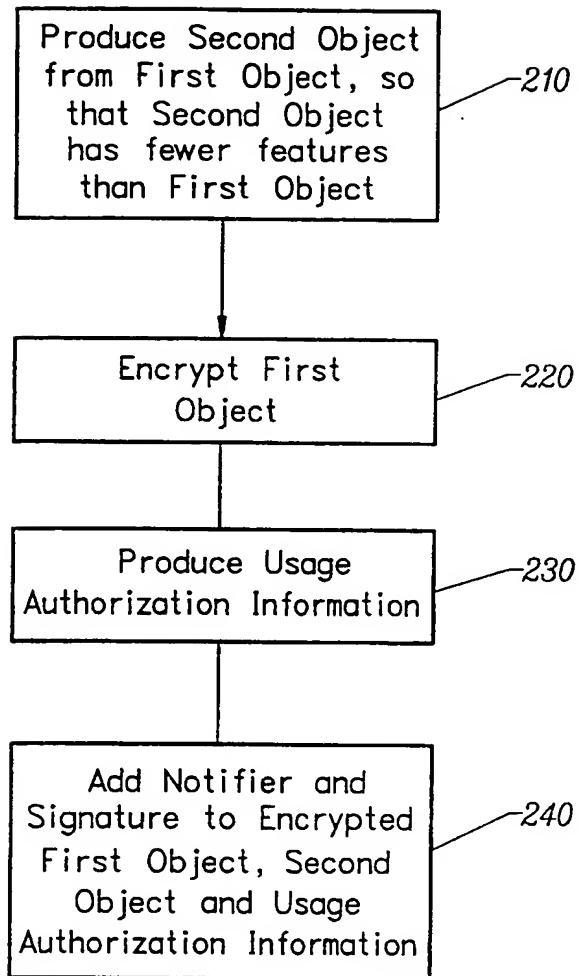 Produce Second Object
from First Object, so
that Second Object
has fewer features
than First Object
210
Encrypt First
Object
220
Produce Usage
Authorization Information
230
Add Notifier and
Signature to Encrypted
First Object, Second
Object and Usage
Authorization Information
240